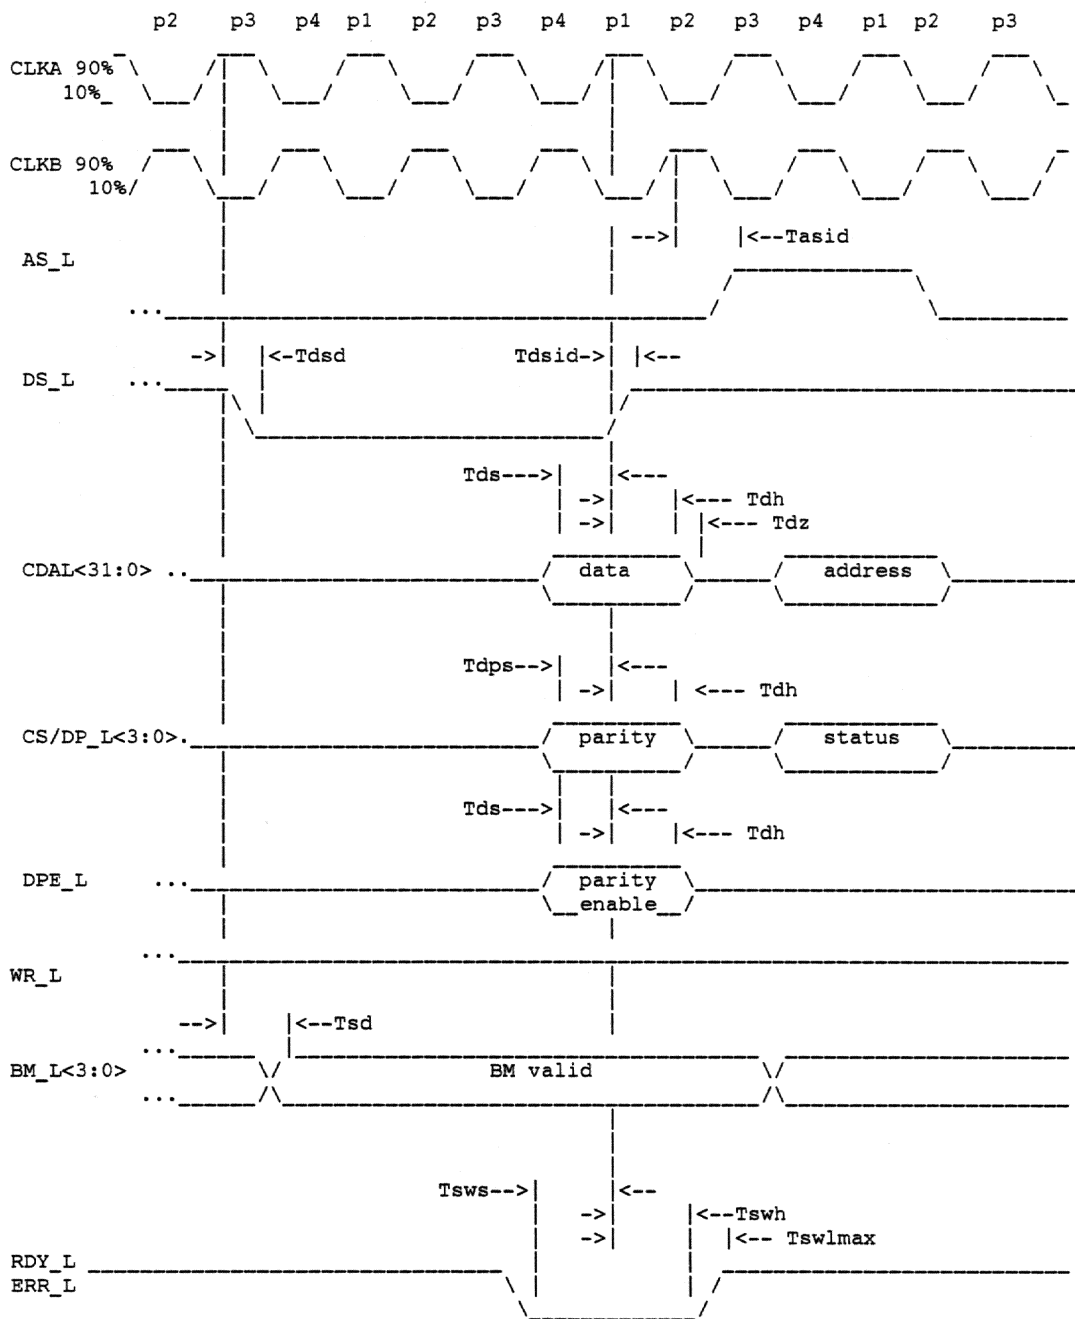 p2 p3 p4 p1 p2 p3 p4 p1 p2 p3 p4 p1 p2 p3
CLKA 90%
10%
CLKB 90%
10%
-->| |<--Tasid
AS_L
...
->| |<-Tdsd Tdsid->| |<--
DS_L ...
Tds--->| |<---
->| |<--- Tdh
->| |<--- Tdz
CDAL<31:0> .. data address
Tdps-->| |<---
->| | <--- Tdh
CS/DP_L<3:0>. parity status
Tds--->| |<---
->| |<--- Tdh
DPE_L ... parity
enable
...
WR_L
-->| |<--Tsd
...
BM_L<3:0> BM valid
...
Tsws-->| |<--
->| |<--Tswh
->| |<-- Tswlmax
RDY_L
ERR_L